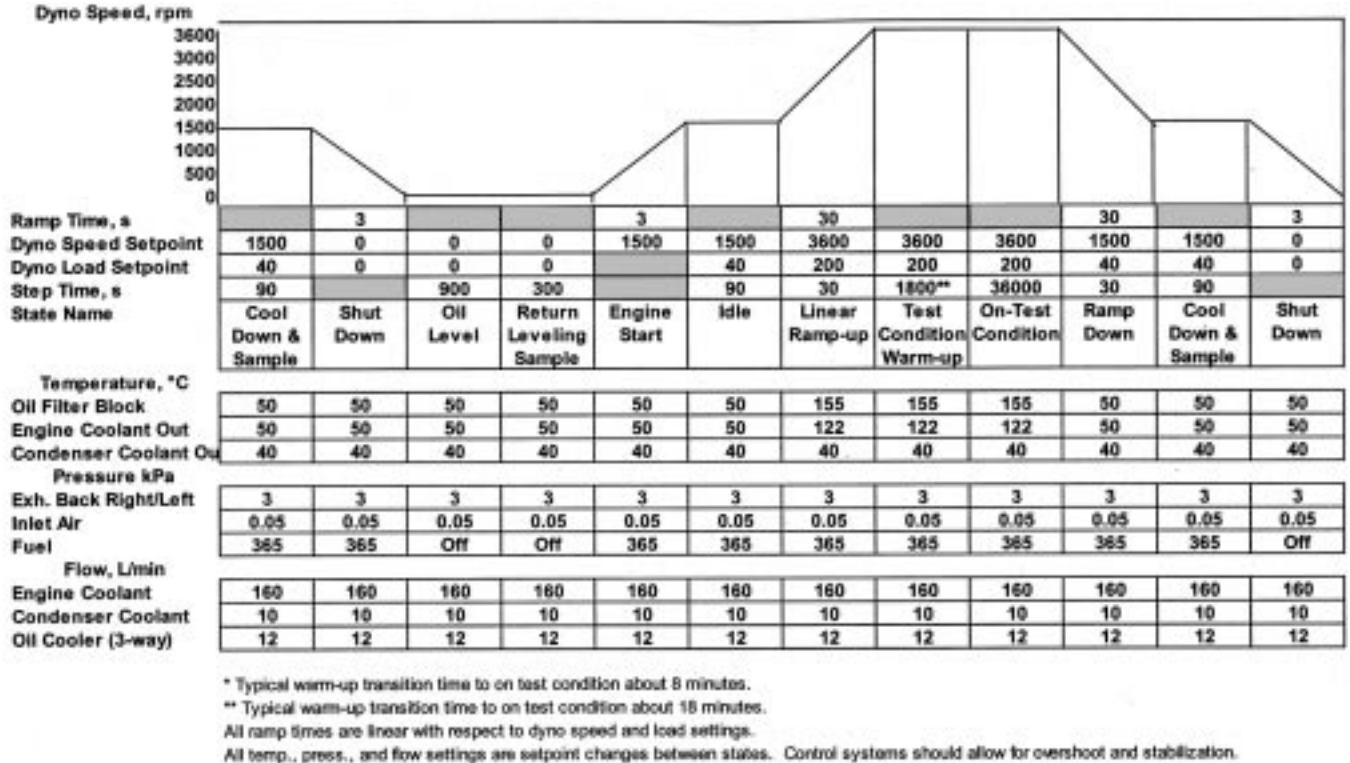 Dyno Speed, rpm
3600
3000
2500
2000
1500
1000
500
0
Ramp Time, s 3 3 30 30 3
Dyno Speed Setpoint 1500 0 0 0 1500 1500 3600 3600 3600 1500 1500 0
Dyno Load Setpoint 40 0 0 0 40 200 200 200 40 40 0
Step Time, s 90 900 300 90 30 1800** 36000 30 90
State Name Cool Shut Oil Return Engine Idle Linear Test On-Test Ramp Cool Shut
Down & Down Level Leveling Start Ramp-up Condition Condition Down Down & Down
Sample Sample Warm-up Sample
Temperature, °C
Oil Filter Block 50 50 50 50 50 50 155 155 155 50 50 50
Engine Coolant Out 50 50 50 50 50 50 122 122 122 50 50 50
Condenser Coolant Ou 40 40 40 40 40 40 40 40 40 40 40 40
Pressure kPa
Exh. Back Right/Left 3 3 3 3 3 3 3 3 3 3 3 3
Inlet Air 0.05 0.05 0.05 0.05 0.05 0.05 0.05 0.05 0.05 0.05 0.05 0.05
Fuel 365 365 Off Off 365 365 365 365 365 365 365 Off
Flow, L/min
Engine Coolant 160 160 160 160 160 160 160 160 160 160 160 160
Condenser Coolant 10 10 10 10 10 10 10 10 10 10 10 10
Oil Cooler (3-way) 12 12 12 12 12 12 12 12 12 12 12 12
* Typical warm-up transition time to on test condition about 8 minutes.
** Typical warm-up transition time to on test condition about 18 minutes.
All ramp times are linear with respect to dyno speed and load settings.
All temp., press., and flow settings are setpoint changes between states. Control systems should allow for overshoot and stabilization.